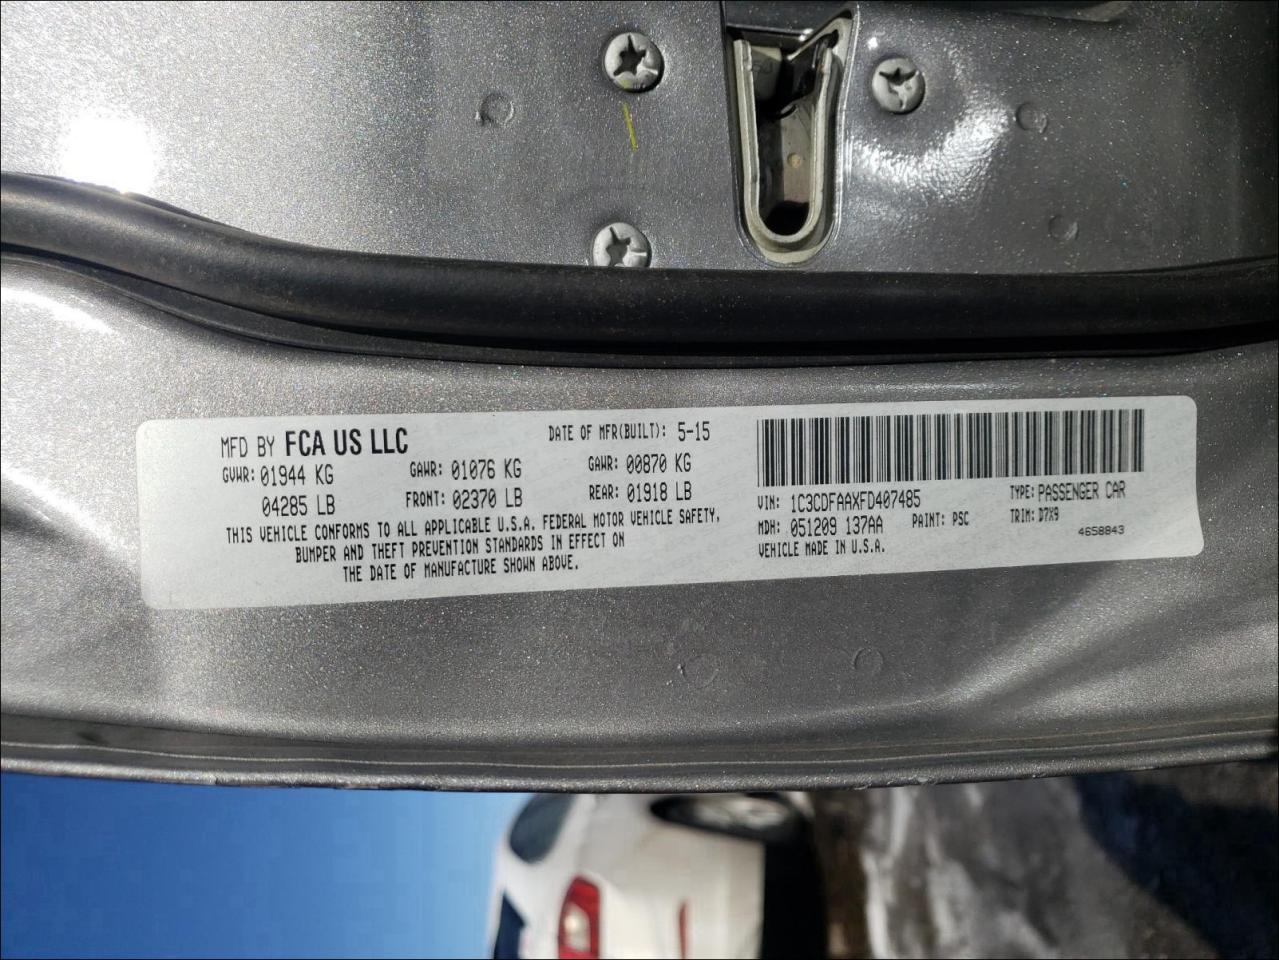 MFD BY FCA US LLC DATE OF MFR(BUILT): 5-15
GVWR: 01944 KG GAWR: 01076 KG GAWR: 00870 KG
04285 LB FRONT: 02370 LB REAR: 01918 LB
THIS VEHICLE CONFORMS TO ALL APPLICABLE U.S.A. FEDERAL MOTOR VEHICLE SAFETY,
BUMPER AND THEFT PREVENTION STANDARDS IN EFFECT ON
THE DATE OF MANUFACTURE SHOWN ABOVE.
VIN: 1C3CDFAAXFD407485 TYPE: PASSENGER CAR
MDH: 051209 137AA PAINT: PSC TRIM: D7X9
VEHICLE MADE IN U.S.A. 4658843